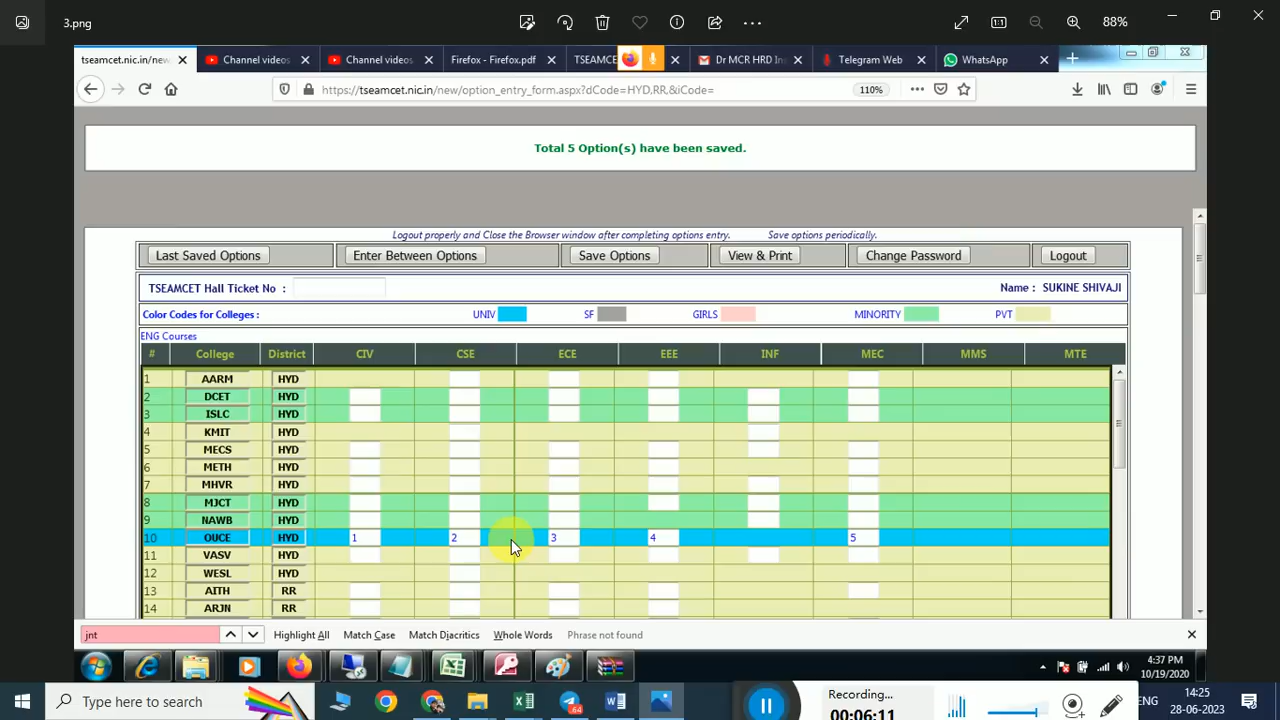 3.png
88%
tseamcet.nic.in/new
Channel videos
Channel videos
Firefox - Firefox.pdf
TSEAMCE
Dr MCR HRD In
Telegram Web
WhatsApp
https://tseamcet.nic.in/new/option_entry_form.aspx?dCode=HYD,RR,&iCode=
110%
Total 5 Option(s) have been saved.
Logout properly and Close the Browser window after completing options entry. Save options periodically.
Last Saved Options Enter Between Options Save Options View & Print Change Password Logout
TSEAMCET Hall Ticket No : Name : SUKINE SHIVAJI
Color Codes for Colleges : UNIV SF GIRLS MINORITY PVT
ENG Courses
# College District CIV CSE ECE EEE INF MEC MMS MTE
1 AARM HYD
2 DCET HYD
3 ISLC HYD
4 KMIT HYD
5 MECS HYD
6 METH HYD
7 MHVR HYD
8 MJCT HYD
9 NAWB HYD
10 OUCE HYD 1 2 3 4 5
11 VASV HYD
12 WESL HYD
13 AITH RR
14 ARJN RR
jnt Highlight All Match Case Match Diacritics Whole Words Phrase not found
4:37 PM
10/19/2020
Type here to search
64
Recording...
00:06:11
ENG
14:25
28-06-2023